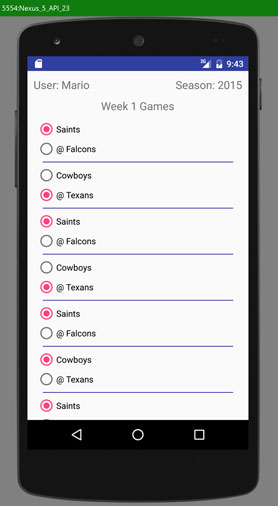 5554:Nexus_5_API_23
3G 9:43
User: Mario Season: 2015
Week 1 Games
Saints
@ Falcons
Cowboys
@ Texans
Saints
@ Falcons
Cowboys
@ Texans
Saints
@ Falcons
Cowboys
@ Texans
Saints